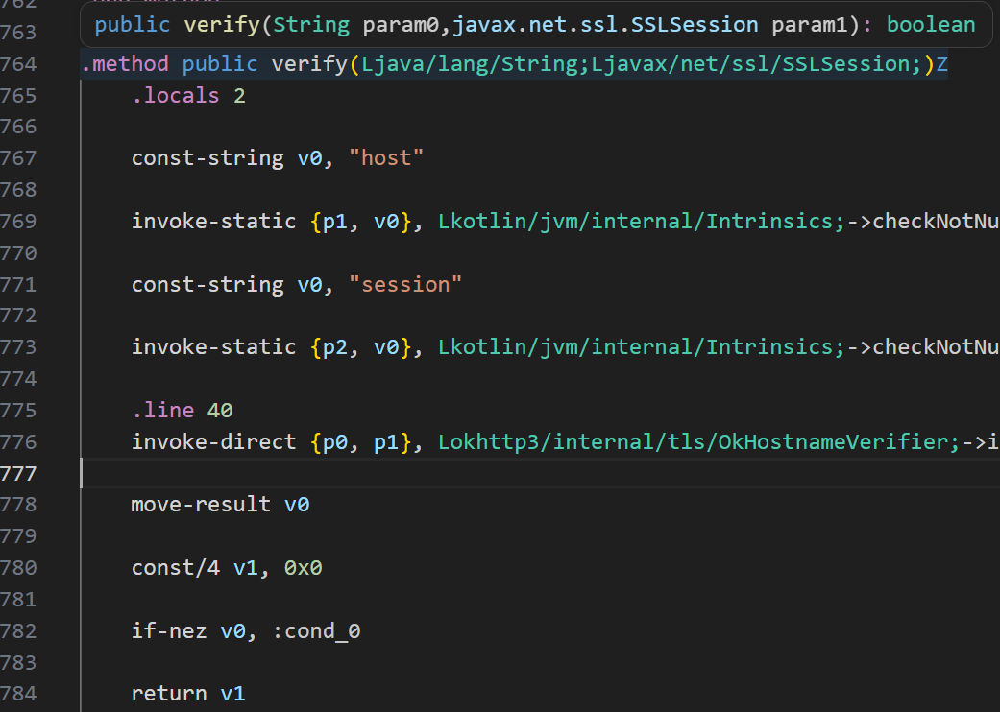 762
763 public verify(String param0,javax.net.ssl.SSLSession param1): boolean
764 .method public verify(Ljava/lang/String;Ljavax/net/ssl/SSLSession;)Z
765 .locals 2
766
767 const-string v0, "host"
768
769 invoke-static {p1, v0}, Lkotlin/jvm/internal/Intrinsics;->checkNotNu
770
771 const-string v0, "session"
772
773 invoke-static {p2, v0}, Lkotlin/jvm/internal/Intrinsics;->checkNotNu
774
775 .line 40
776 invoke-direct {p0, p1}, Lokhttp3/internal/tls/OkHostnameVerifier;->i
777
778 move-result v0
779
780 const/4 v1, 0x0
781
782 if-nez v0, :cond_0
783
784 return v1